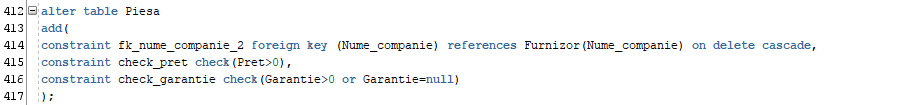 412 alter table Piesa
413 add(
414 constraint fk_nume_companie_2 foreign key (Nume_companie) references Furnizor(Nume_companie) on delete cascade,
415 constraint check_pret check(Pret>0),
416 constraint check_garantie check(Garantie>0 or Garantie=null)
417 );